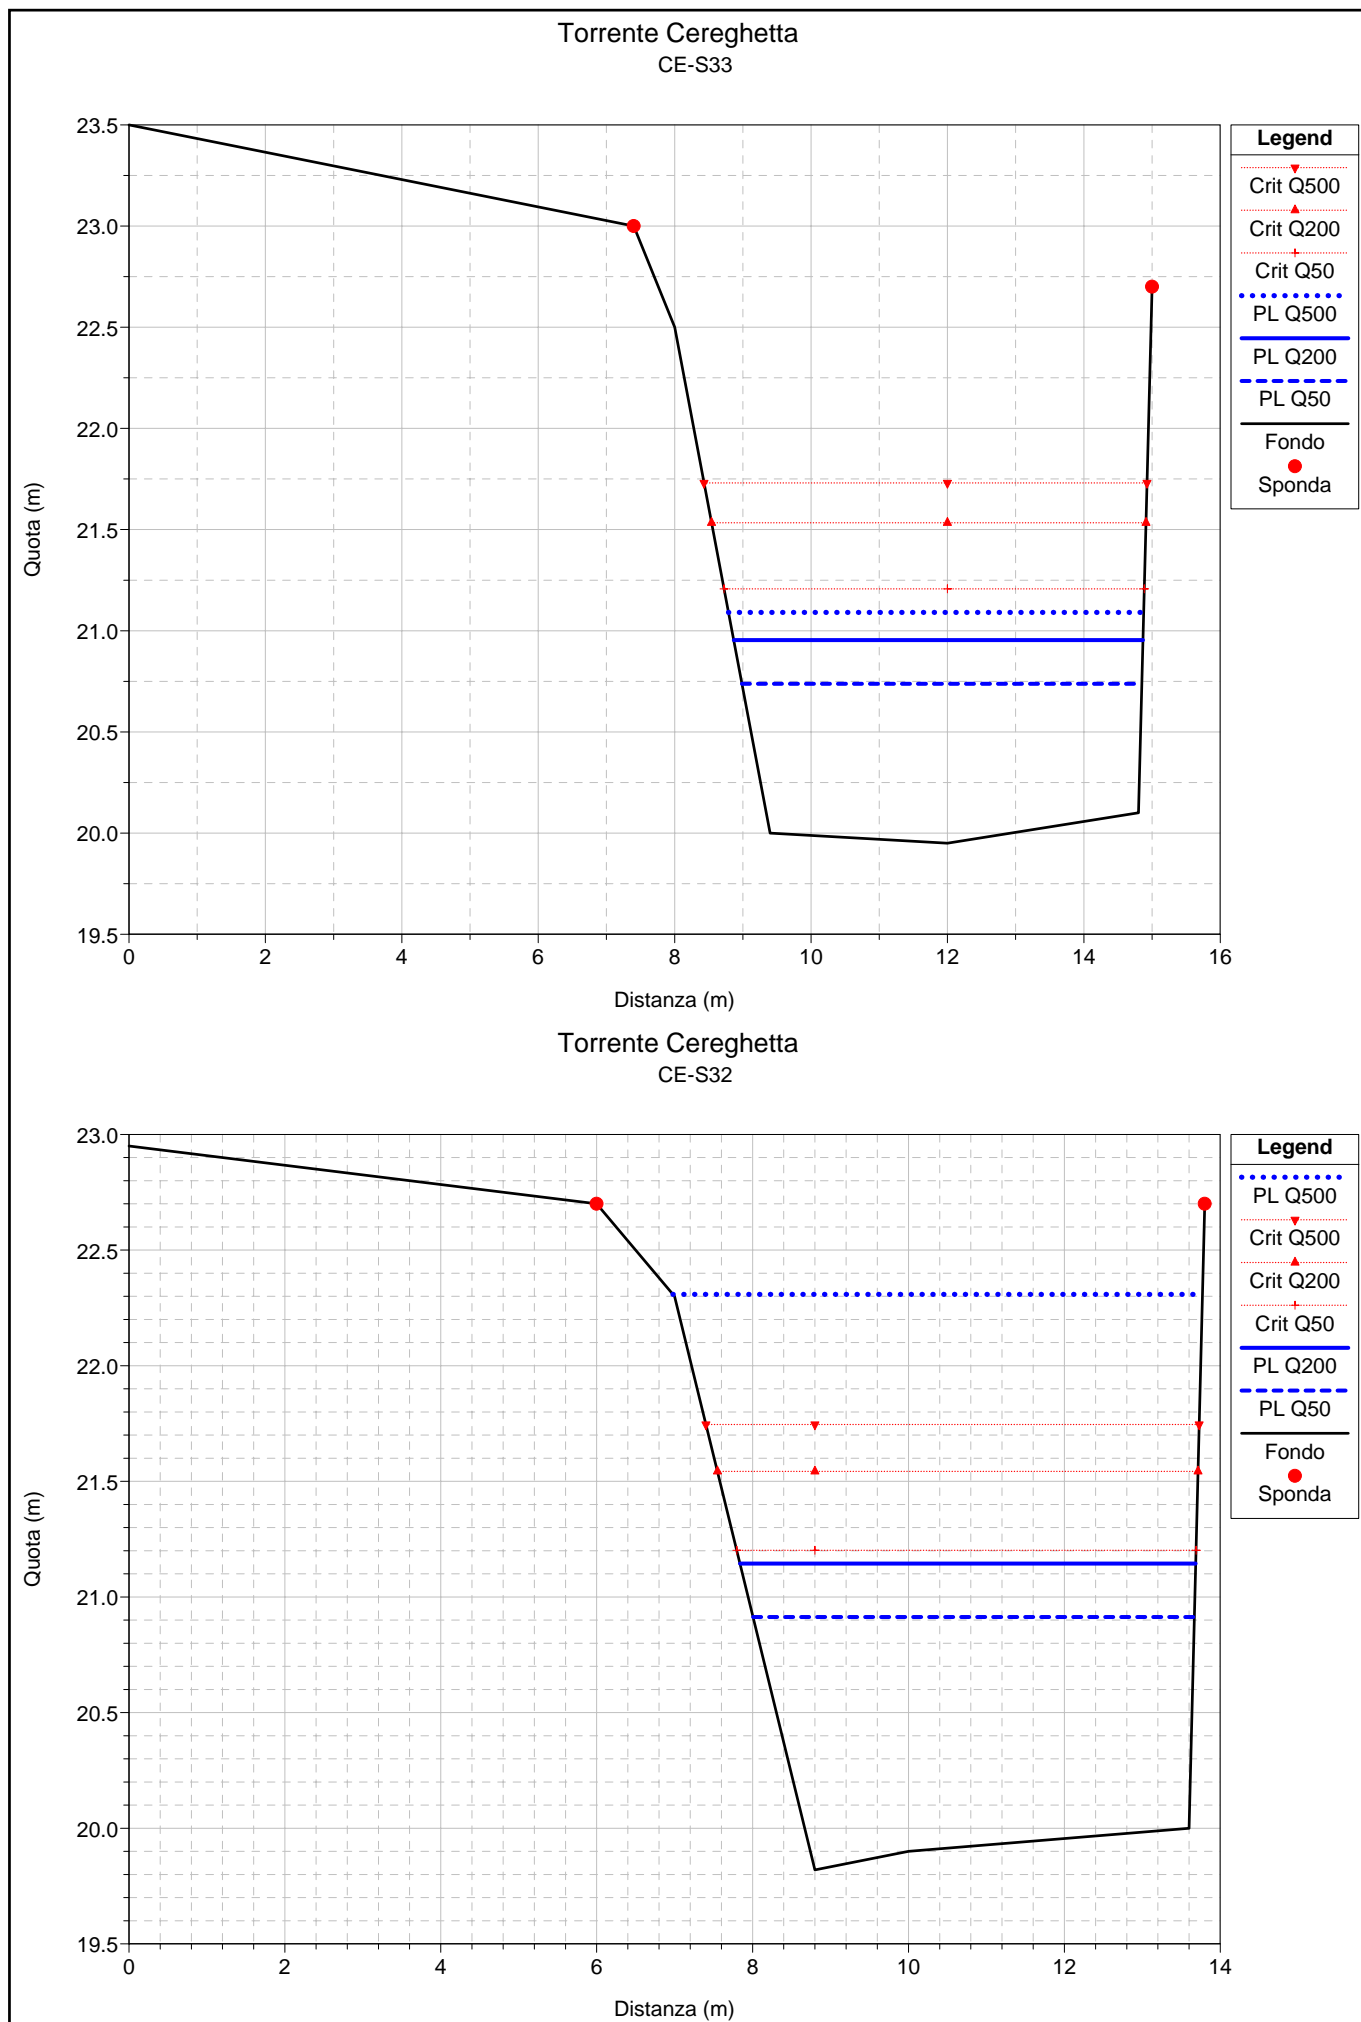 Torrente Cereghetta
CE-S33
23.5
23.0
22.5
22.0
21.5
21.0
20.5
20.0
19.5
0 2 4 6 8 10 12 14 16
Quota (m)
Distanza (m)
Legend
Crit Q500
Crit Q200
Crit Q50
PL Q500
PL Q200
PL Q50
Fondo
Sponda
Torrente Cereghetta
CE-S32
23.0
22.5
22.0
21.5
21.0
20.5
20.0
19.5
0 2 4 6 8 10 12 14
Quota (m)
Distanza (m)
Legend
PL Q500
Crit Q500
Crit Q200
Crit Q50
PL Q200
PL Q50
Fondo
Sponda